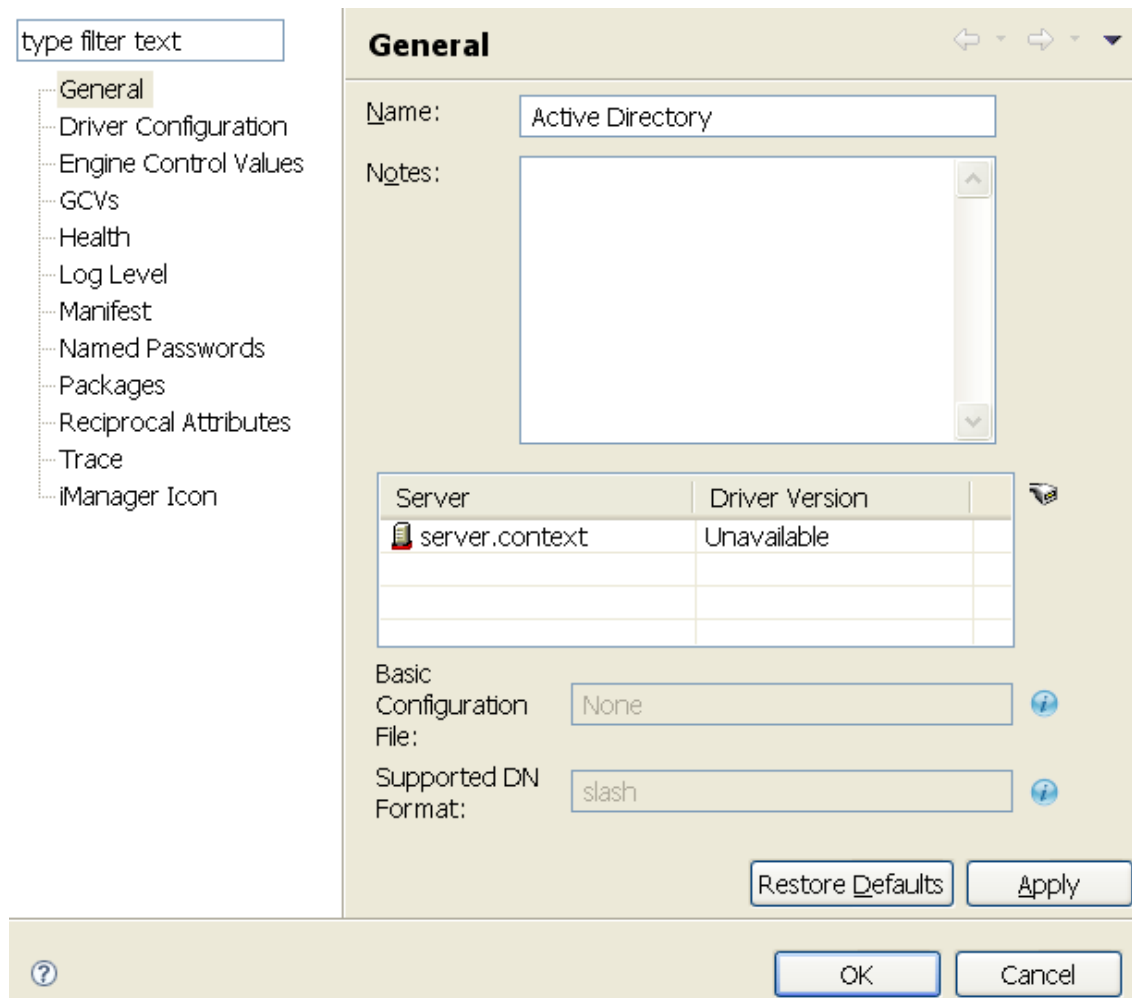 type filter text
General
Driver Configuration
Engine Control Values
GCVs
Health
Log Level
Manifest
Named Passwords
Packages
Reciprocal Attributes
Trace
iManager Icon
General
Name:
Active Directory
Notes:
Server
Driver Version
server.context
Unavailable
Basic
Configuration
File:
None
Supported DN
Format:
slash
Restore Defaults
Apply
OK
Cancel